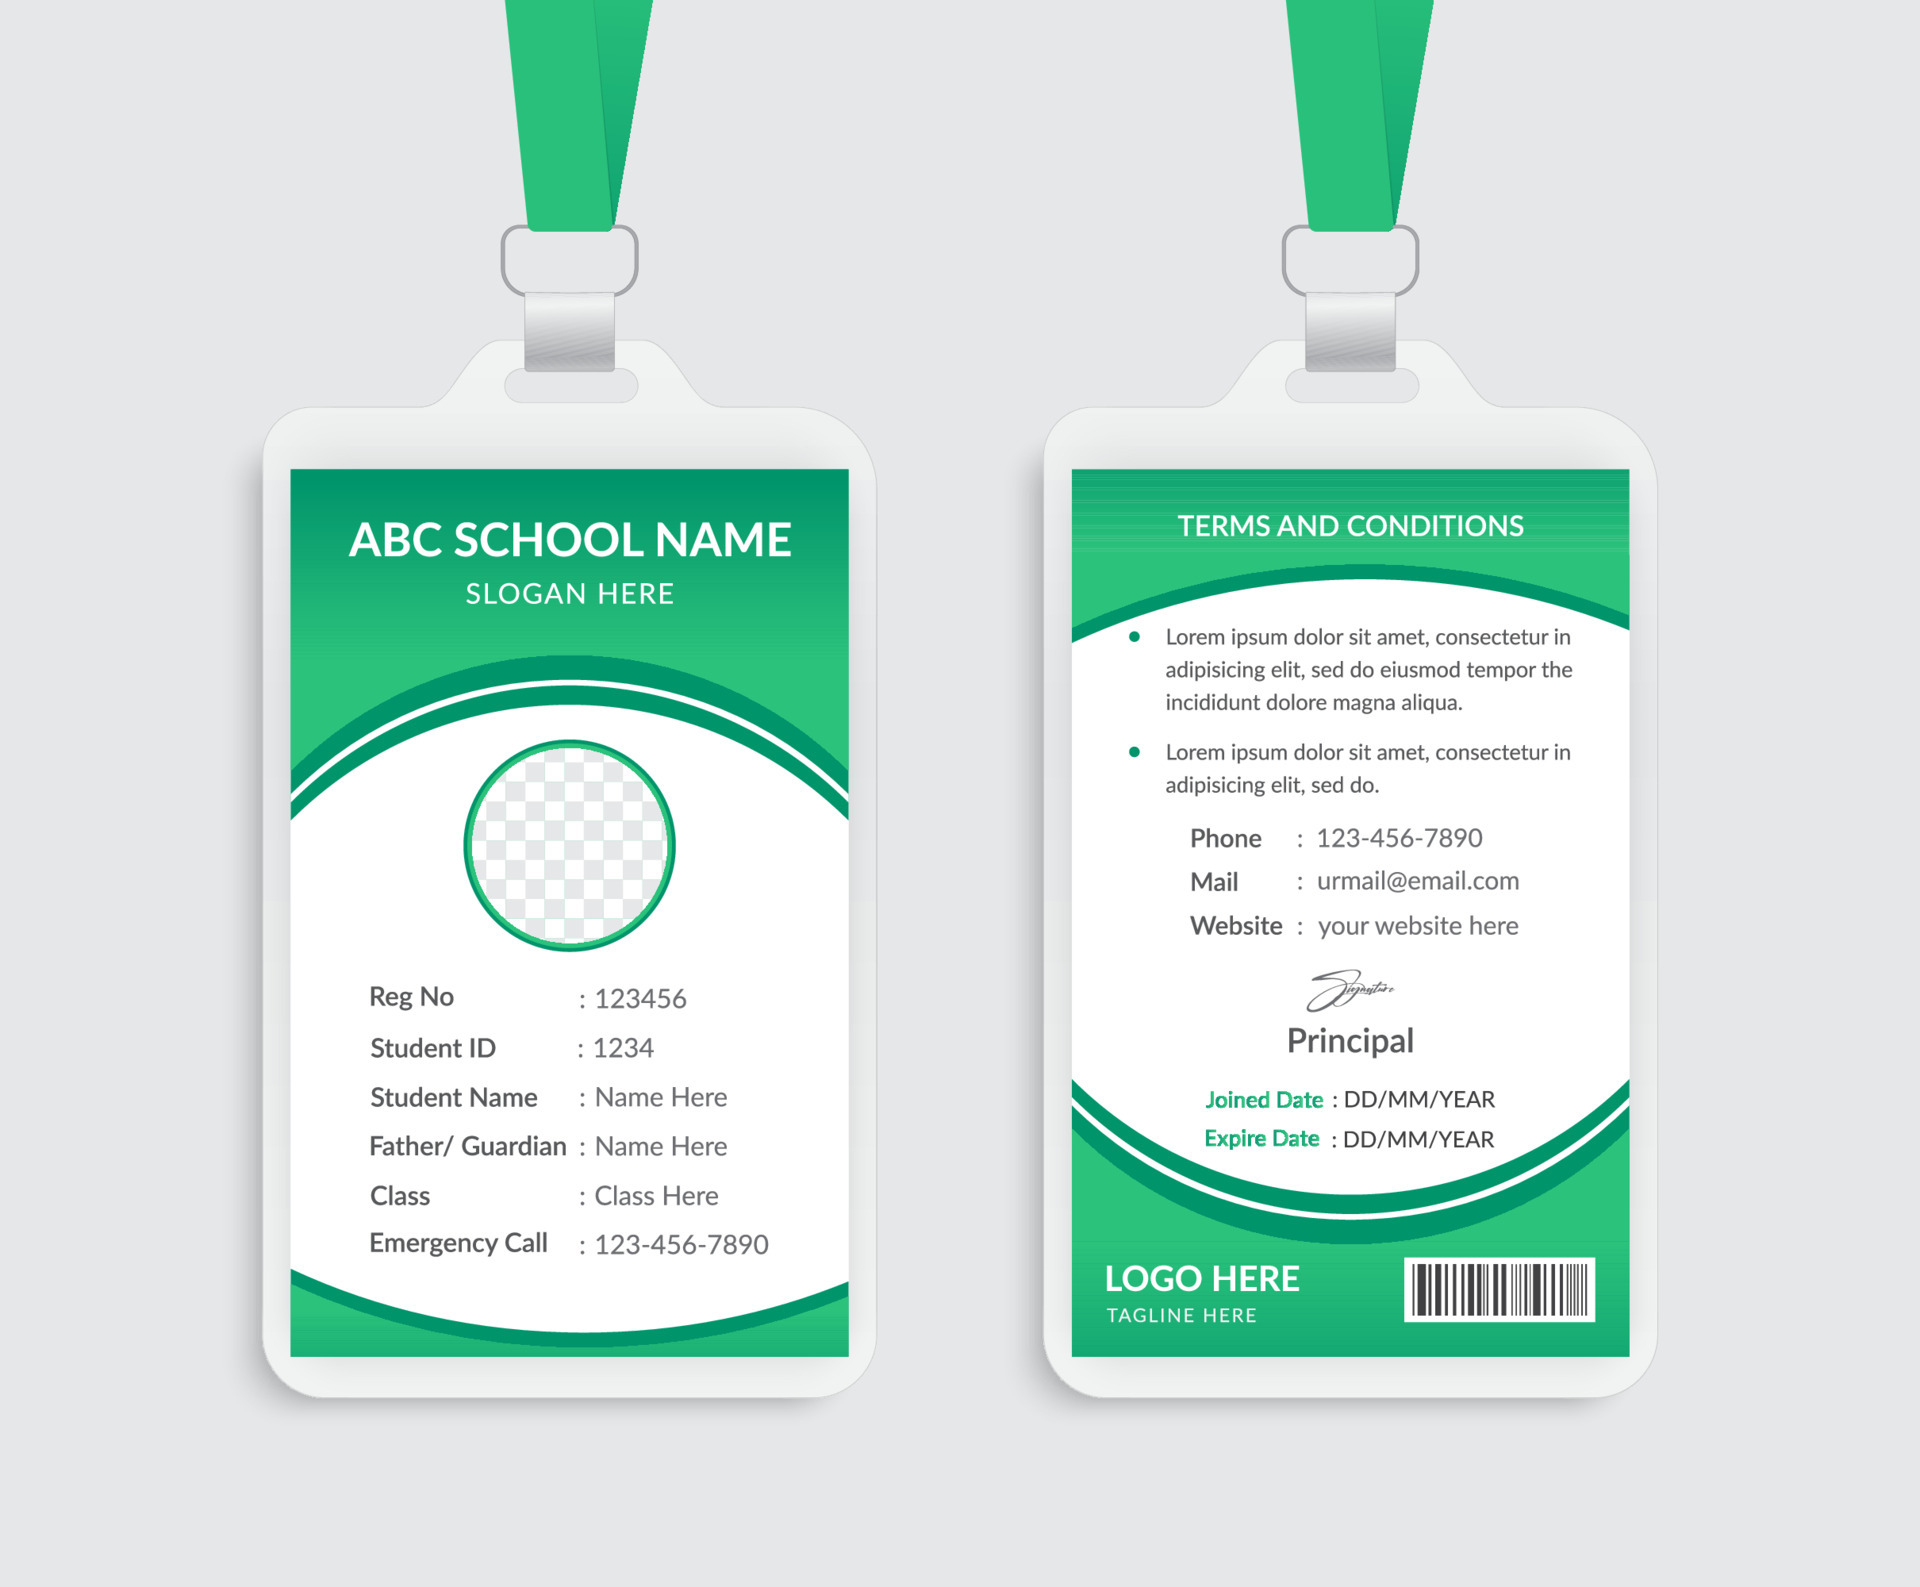 ABC SCHOOL NAME
SLOGAN HERE
Reg No : 123456
Student ID : 1234
Student Name : Name Here
Father/ Guardian : Name Here
Class : Class Here
Emergency Call : 123-456-7890
TERMS AND CONDITIONS
• Lorem ipsum dolor sit amet, consectetur in
adipisicing elit, sed do eiusmod tempor the
incididunt dolore magna aliqua.
• Lorem ipsum dolor sit amet, consectetur in
adipisicing elit, sed do.
Phone : 123-456-7890
Mail : urmail@email.com
Website : your website here
Signature
Principal
Joined Date : DD/MM/YEAR
Expire Date : DD/MM/YEAR
LOGO HERE
TAGLINE HERE